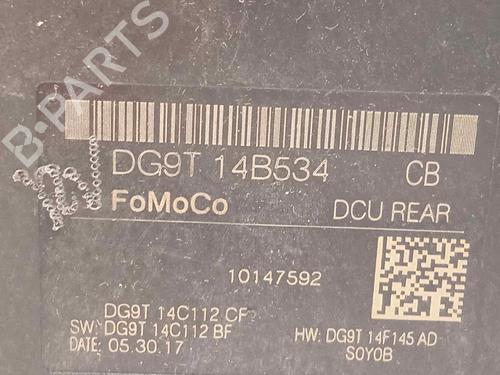 B-PARTS
DG9T 14B534 CB
FoMoCo DCU REAR
10147592
DG9T 14C112 CF
SW: DG9T 14C112 BF HW: DG9T 14F145 AD
DATE: 05.30.17 S0Y0B